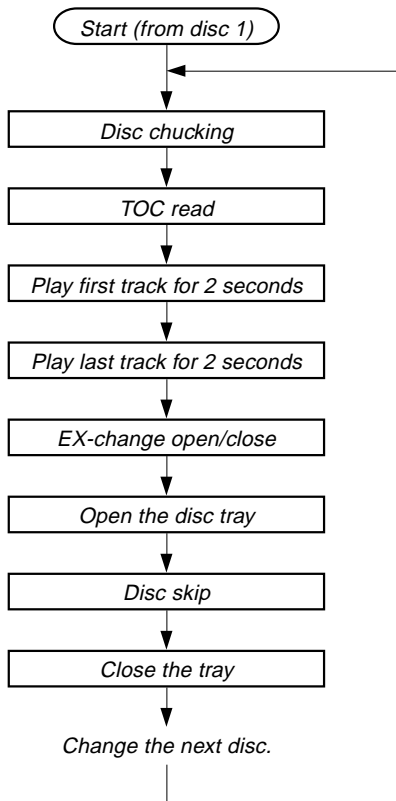 Start (from disc 1)
Disc chucking
TOC read
Play first track for 2 seconds
Play last track for 2 seconds
EX-change open/close
Open the disc tray
Disc skip
Close the tray
Change the next disc.